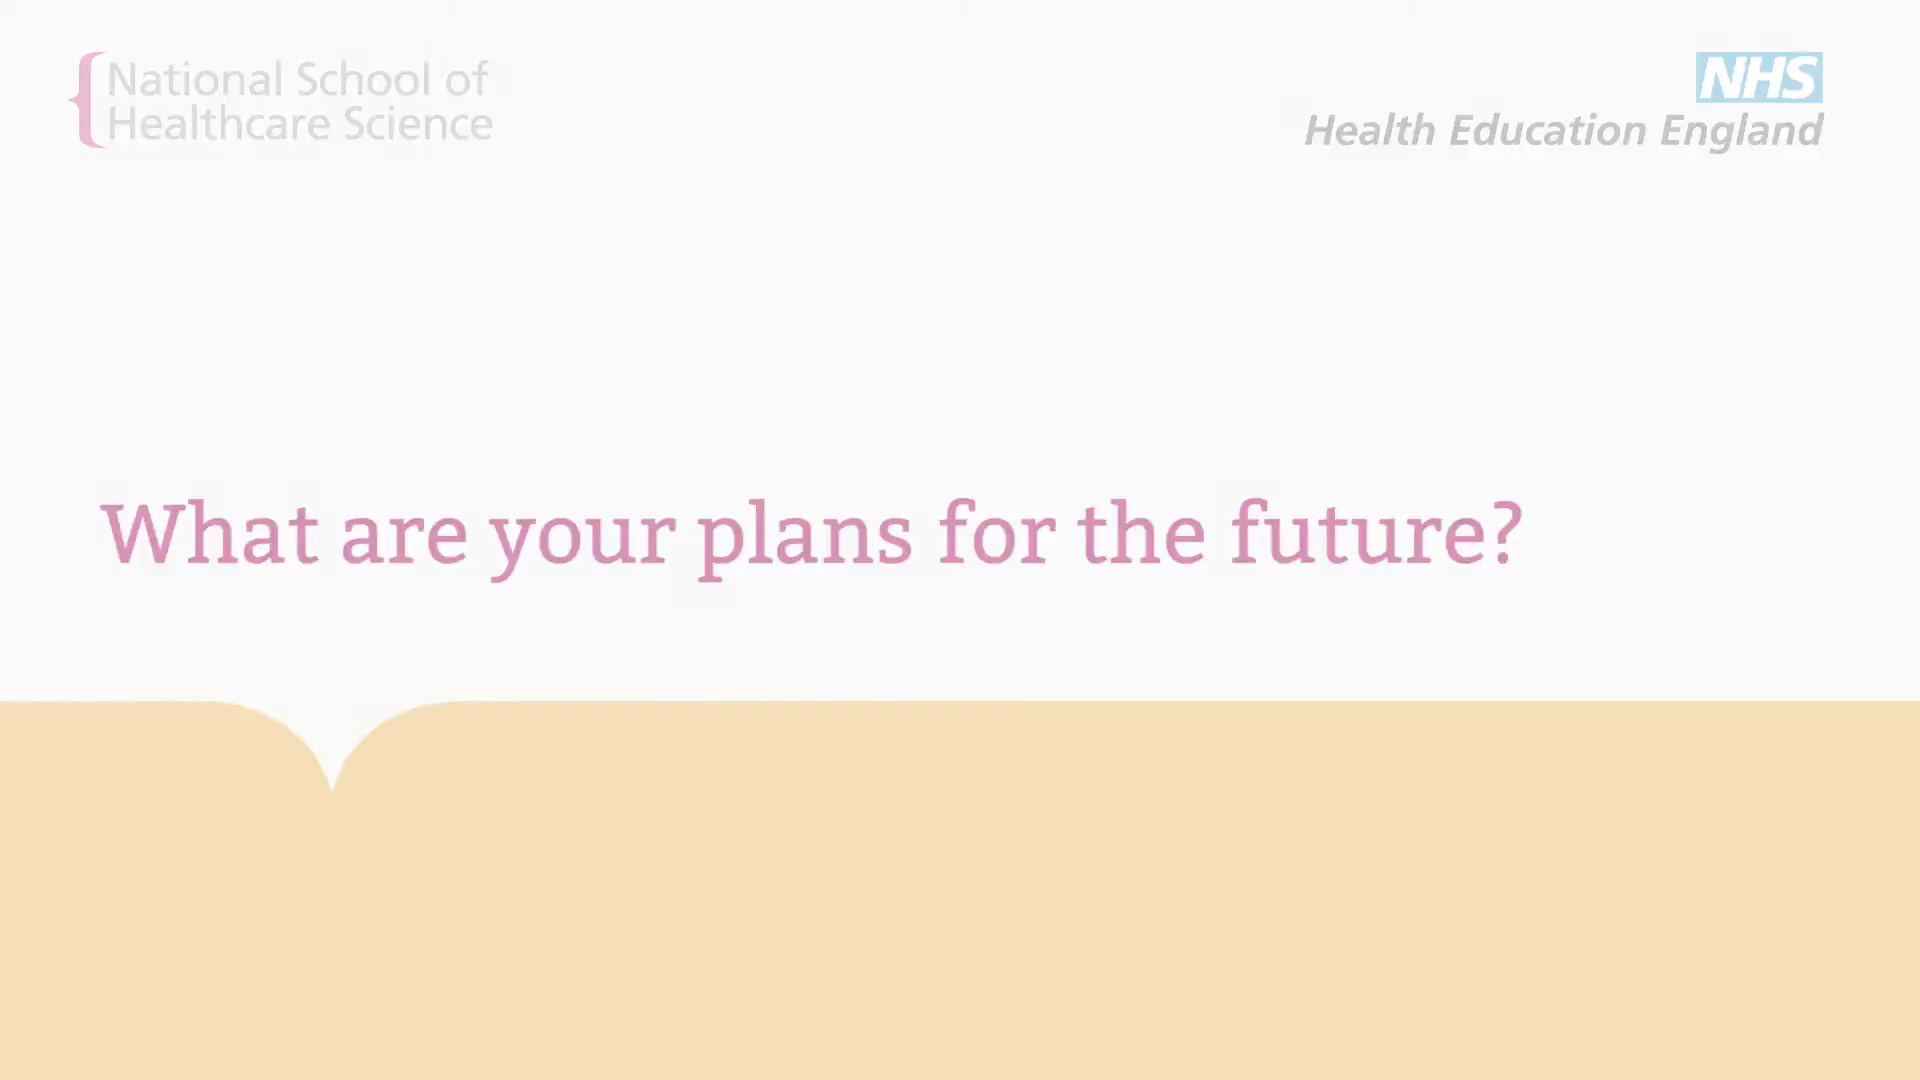 National School of
Healthcare Science
NHS
Health Education England
What are your plans for the future?